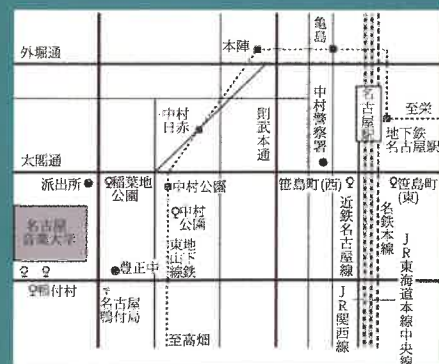 外堀通
本陣
亀島
中村
日赤
則武本通
中村警察署
名古屋駅
至栄
地下鉄
名古屋駅
太閤通
派出所
稲葉地
公園
中村公園
中村
公園
笹島町(西)
笹島町
(東)
名古屋
音楽大学
豊正中
地下鉄
東山線
近鉄名古屋線
名鉄本線
JR関西線
JR東海道本線中央線
鴨付村
名古屋
鴨付局
至高畑